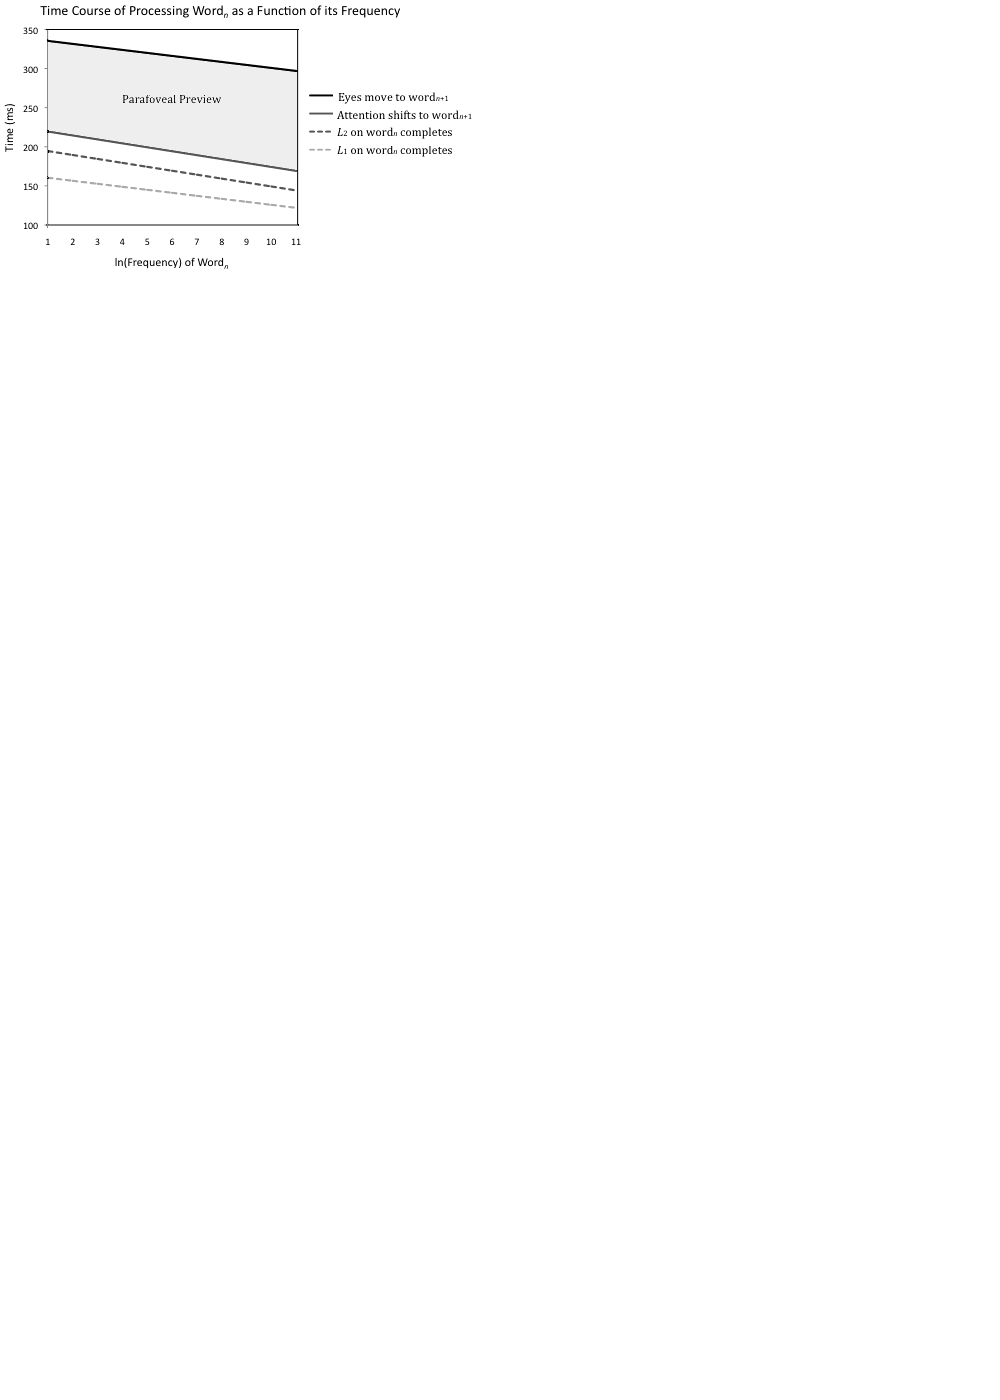 Time Course of Processing Wordn as a Function of its Frequency
350
300
250
200
150
100
Time (ms)
Parafoveal Preview
1 2 3 4 5 6 7 8 9 10 11
ln(Frequency) of Wordn
Eyes move to wordn+1
Attention shifts to wordn+1
L2 on wordn completes
L1 on wordn completes